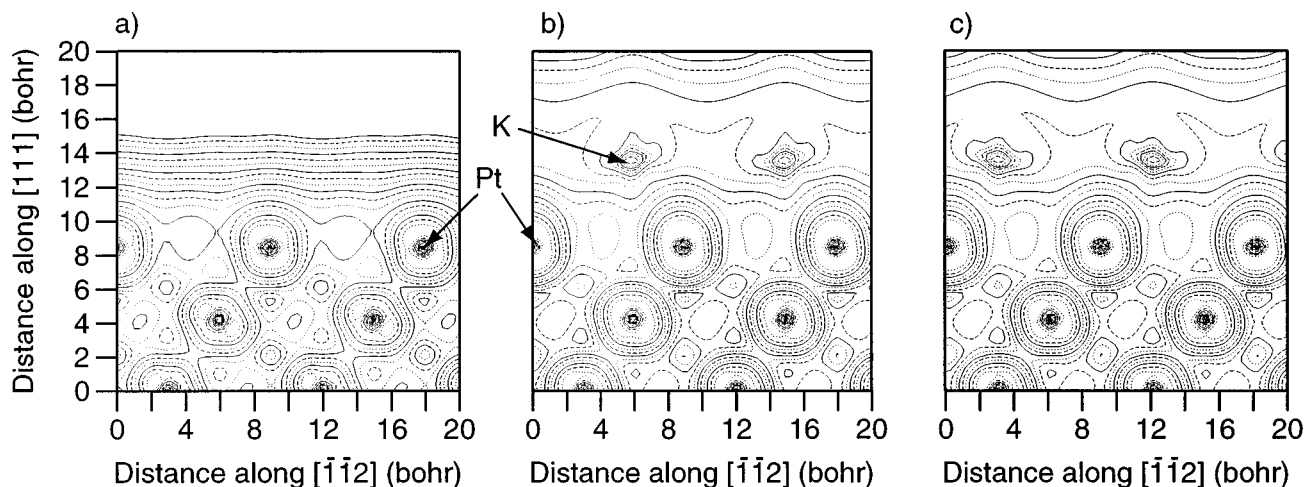 a)
b)
c)
Distance along [111] (bohr)
20
18
16
14
12
10
8
6
4
2
0
K
Pt
0 4 8 12 16 20
0 4 8 12 16 20
0 4 8 12 16 20
Distance along [1̄1̄2] (bohr)
Distance along [1̄1̄2] (bohr)
Distance along [1̄1̄2] (bohr)